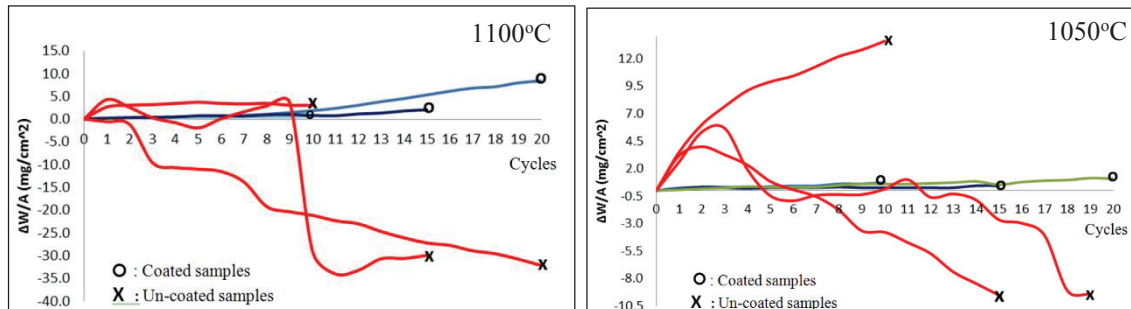 1100°C
ΔW/A (mg/cm^2)
15.0
10.0
5.0
0.0
-5.0
-10.0
-15.0
-20.0
-25.0
-30.0
-35.0
-40.0
0 1 2 3 4 5 6 7 8 9 10 11 12 13 14 15 16 17 18 19 20
Cycles
O : Coated samples
X : Un-coated samples
1050°C
ΔW/A (mg/cm^2)
12.0
9.5
7.0
4.5
2.0
-0.5
-3.0
-5.5
-8.0
-10.5
0 1 2 3 4 5 6 7 8 9 10 11 12 13 14 15 16 17 18 19 20
Cycles
O : Coated samples
X : Un-coated samples